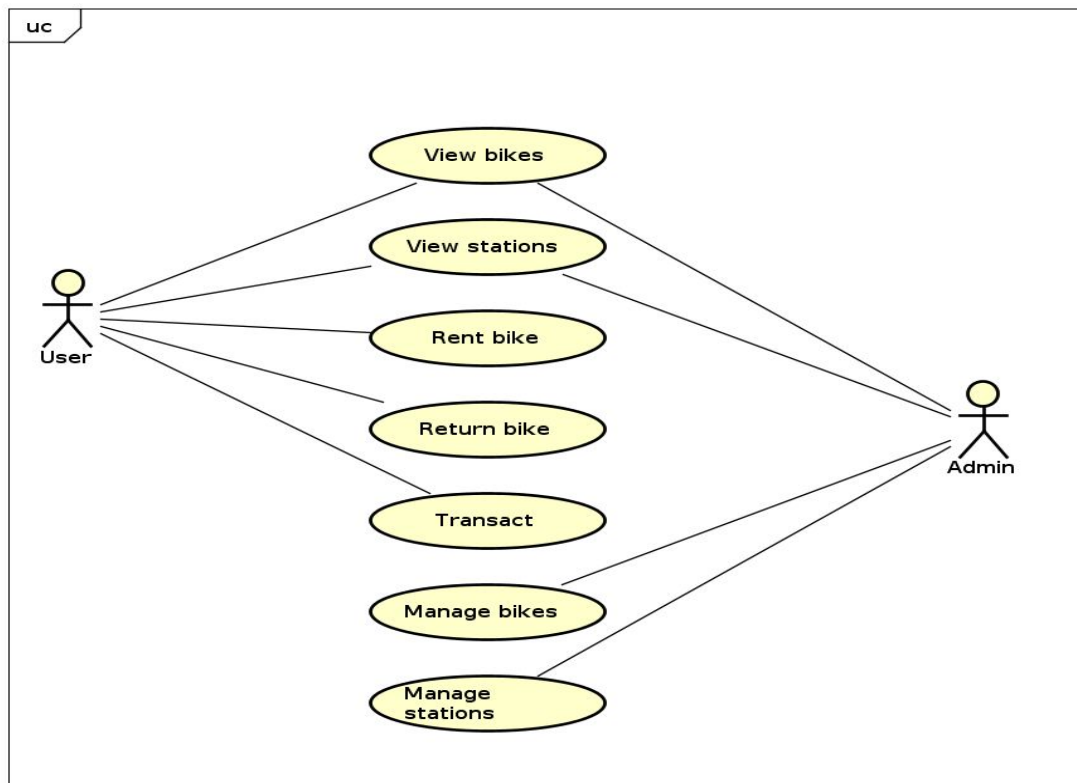 uc
View bikes
View stations
User
Rent bike
Return bike
Admin
Transact
Manage bikes
Manage
stations